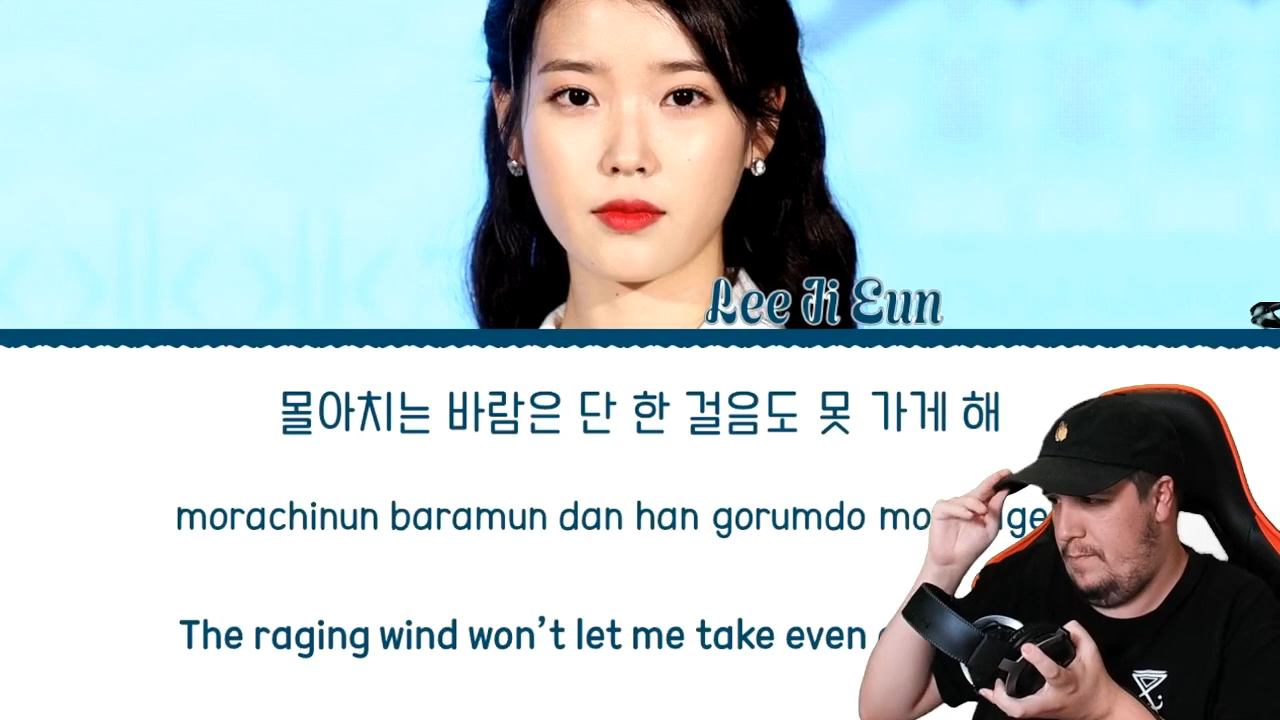 Lee Ji Eun
몰아치는 바람은 단 한 걸음도 못 가게 해
morachinun baramun dan han gorumdo
The raging wind won't let me take even